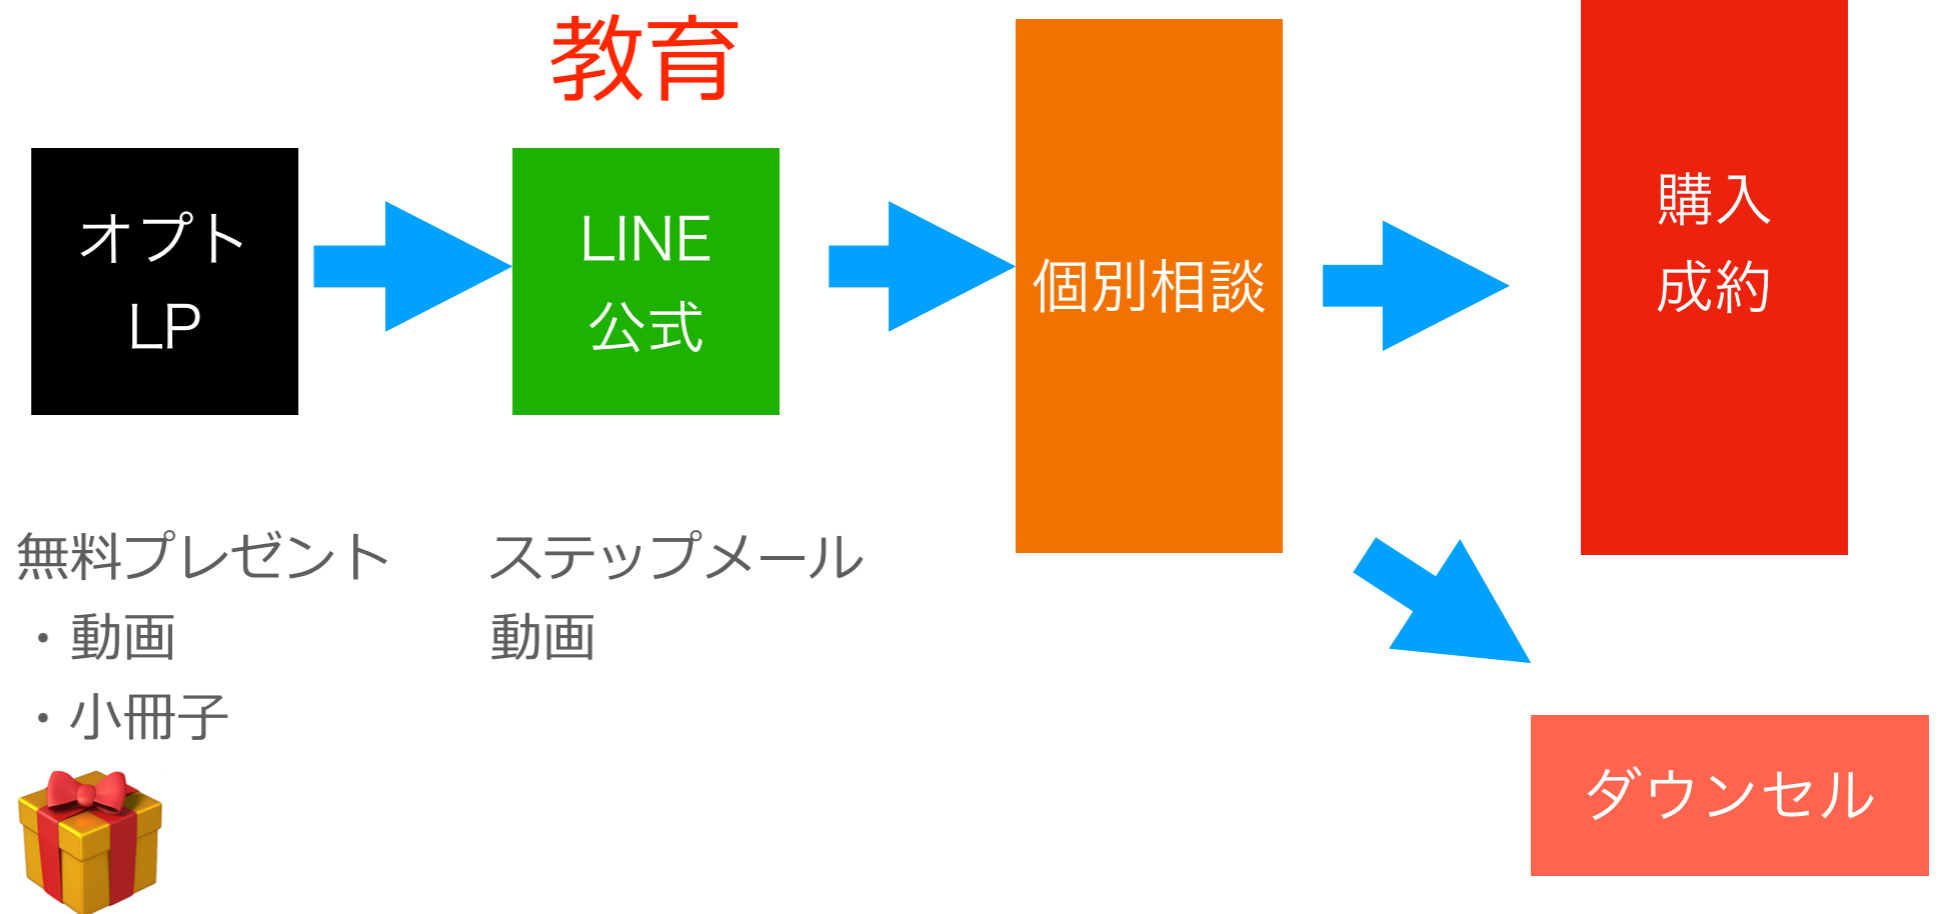 教育
オプト
LP
LINE
公式
個別相談
購入
成約
無料プレゼント
・動画
・小冊子
ステップメール
動画
ダウンセル